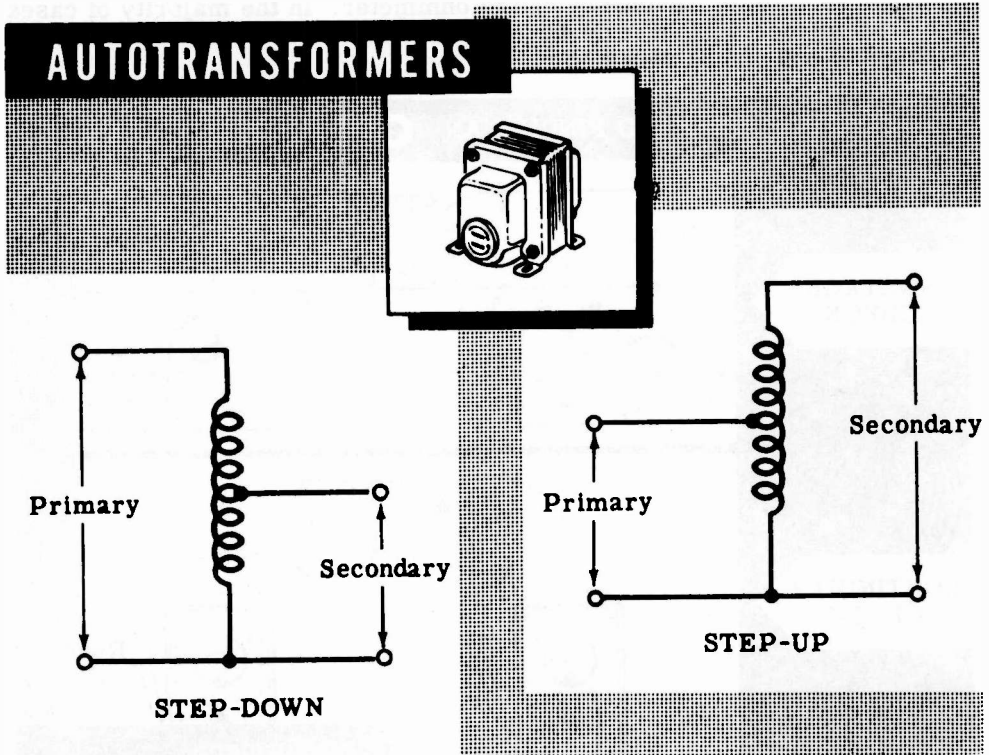 AUTOTRANSFORMERS
Primary
Secondary
STEP-DOWN
Primary
Secondary
STEP-UP